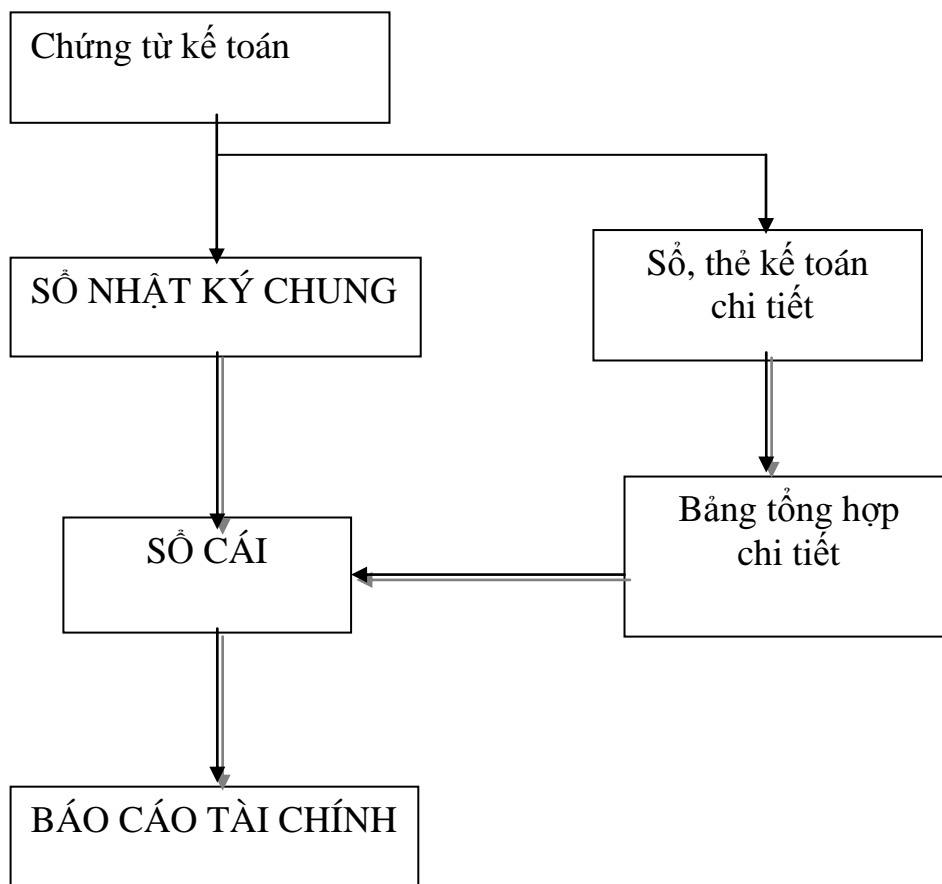 Chứng từ kế toán
SỔ NHẬT KÝ CHUNG
Sổ, thẻ kế toán
chi tiết
SỔ CÁI
Bảng tổng hợp
chi tiết
BÁO CÁO TÀI CHÍNH